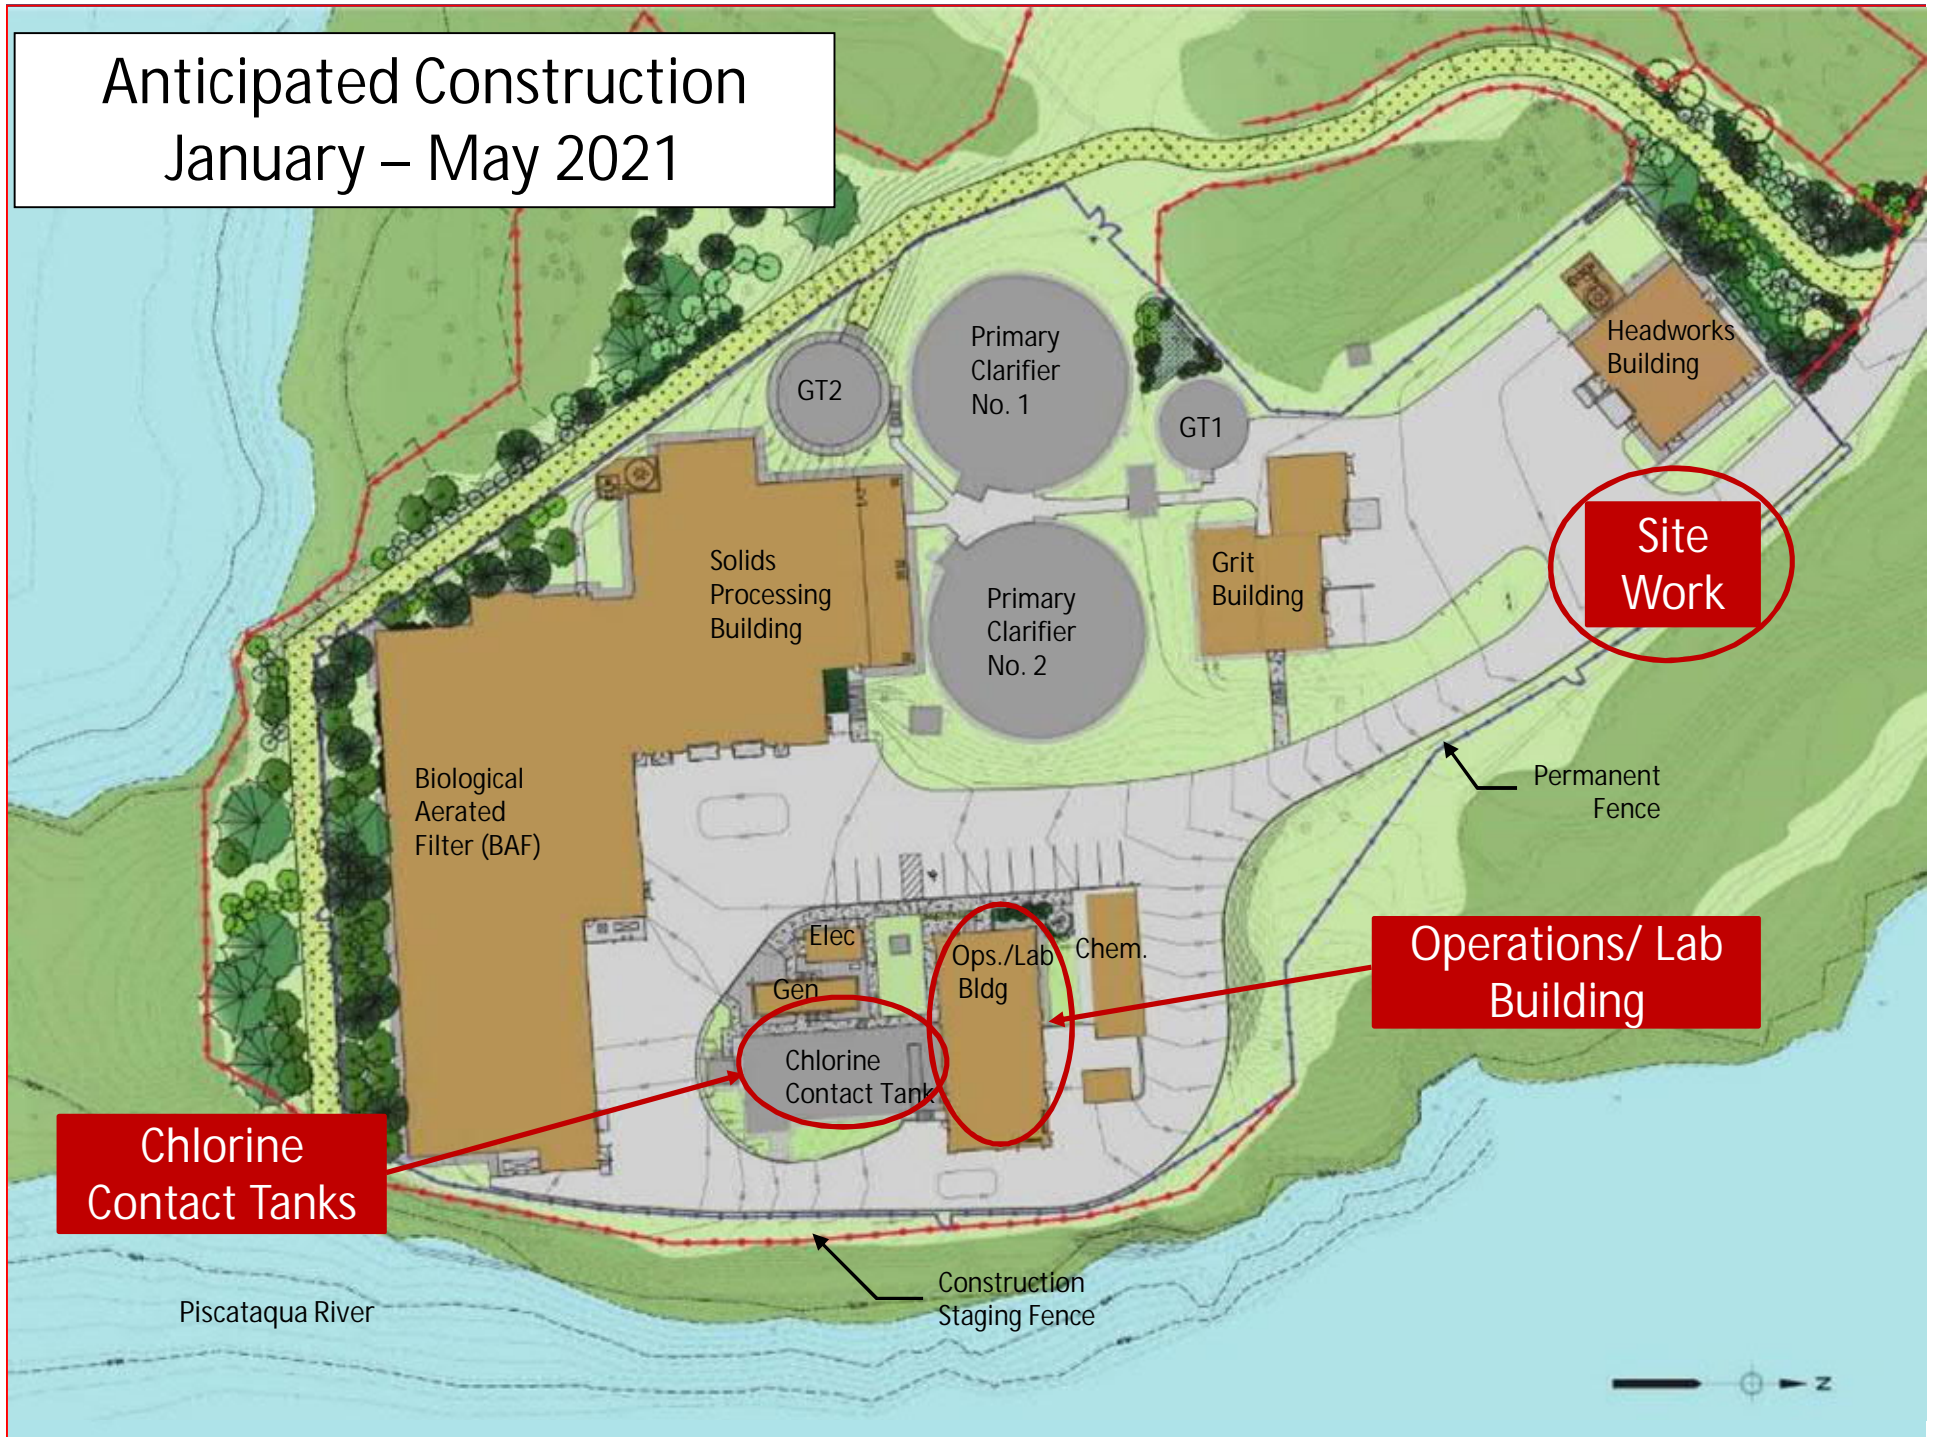 Anticipated Construction
January – May 2021
Headworks
Building
Primary
Clarifier
No. 1
GT2
GT1
Site
Work
Solids
Processing
Building
Grit
Building
Primary
Clarifier
No. 2
Biological
Aerated
Filter (BAF)
Permanent
Fence
Elec
Ops./Lab
Bldg
Chem.
Gen
Operations/ Lab
Building
Chlorine
Contact Tank
Chlorine
Contact Tanks
Construction
Staging Fence
Piscataqua River
N